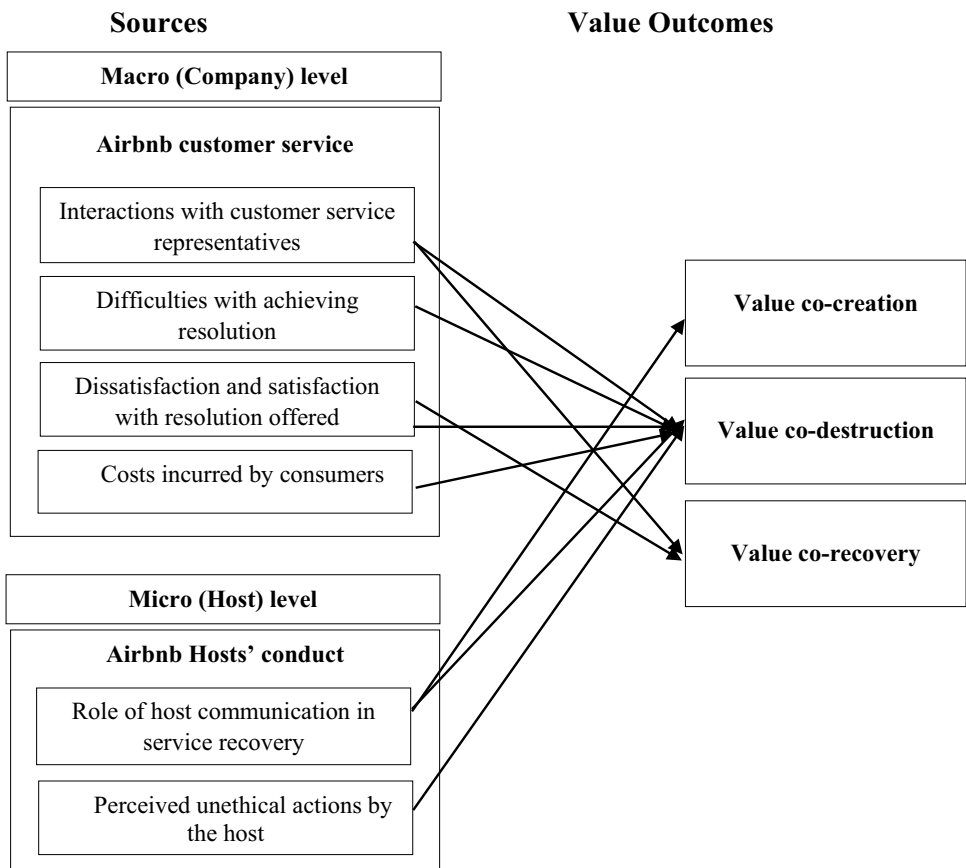 Sources
Value Outcomes
Macro (Company) level
Airbnb customer service
Interactions with customer service
representatives
Difficulties with achieving
resolution
Dissatisfaction and satisfaction
with resolution offered
Costs incurred by consumers
Micro (Host) level
Airbnb Hosts’ conduct
Role of host communication in
service recovery
Perceived unethical actions by
the host
Value co-creation
Value co-destruction
Value co-recovery